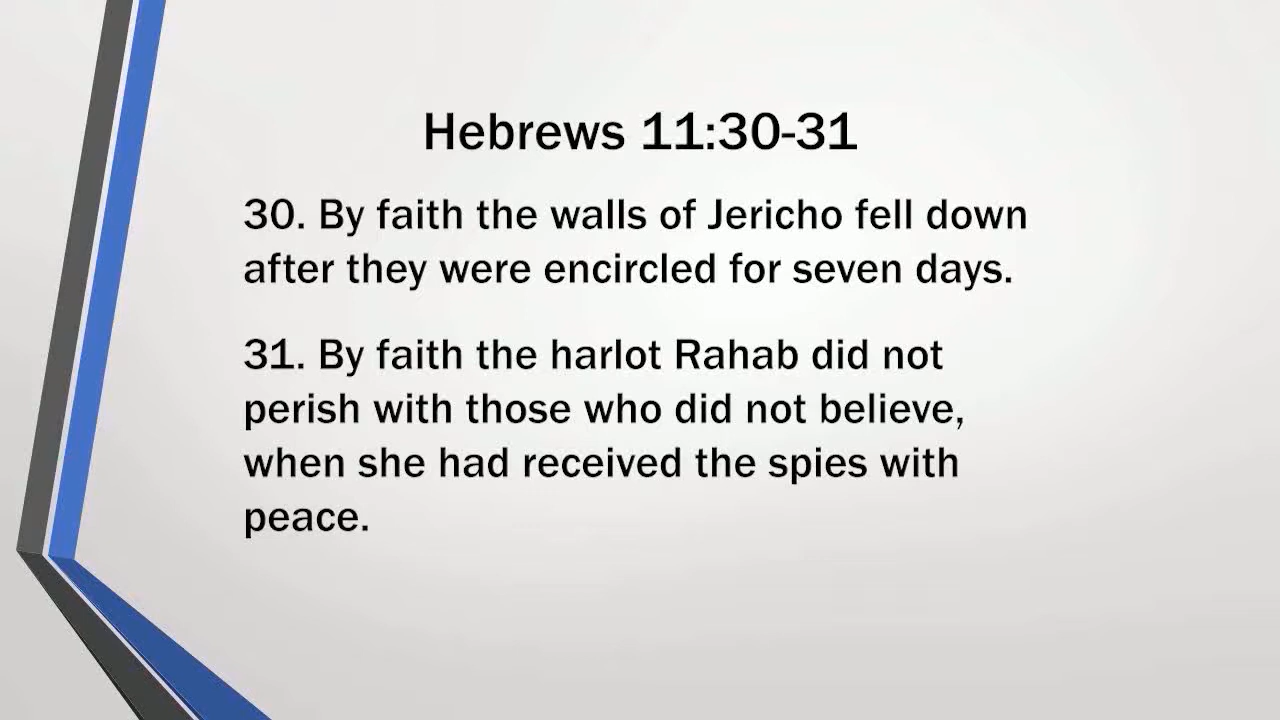 Hebrews 11:30-31
30. By faith the walls of Jericho fell down
after they were encircled for seven days.
31. By faith the harlot Rahab did not
perish with those who did not believe,
when she had received the spies with
peace.